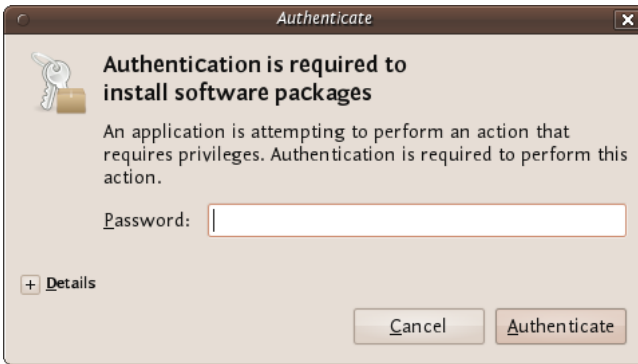 Authenticate
Authentication is required to
install software packages
An application is attempting to perform an action that
requires privileges. Authentication is required to perform this
action.
Password:
Details
Cancel
Authenticate